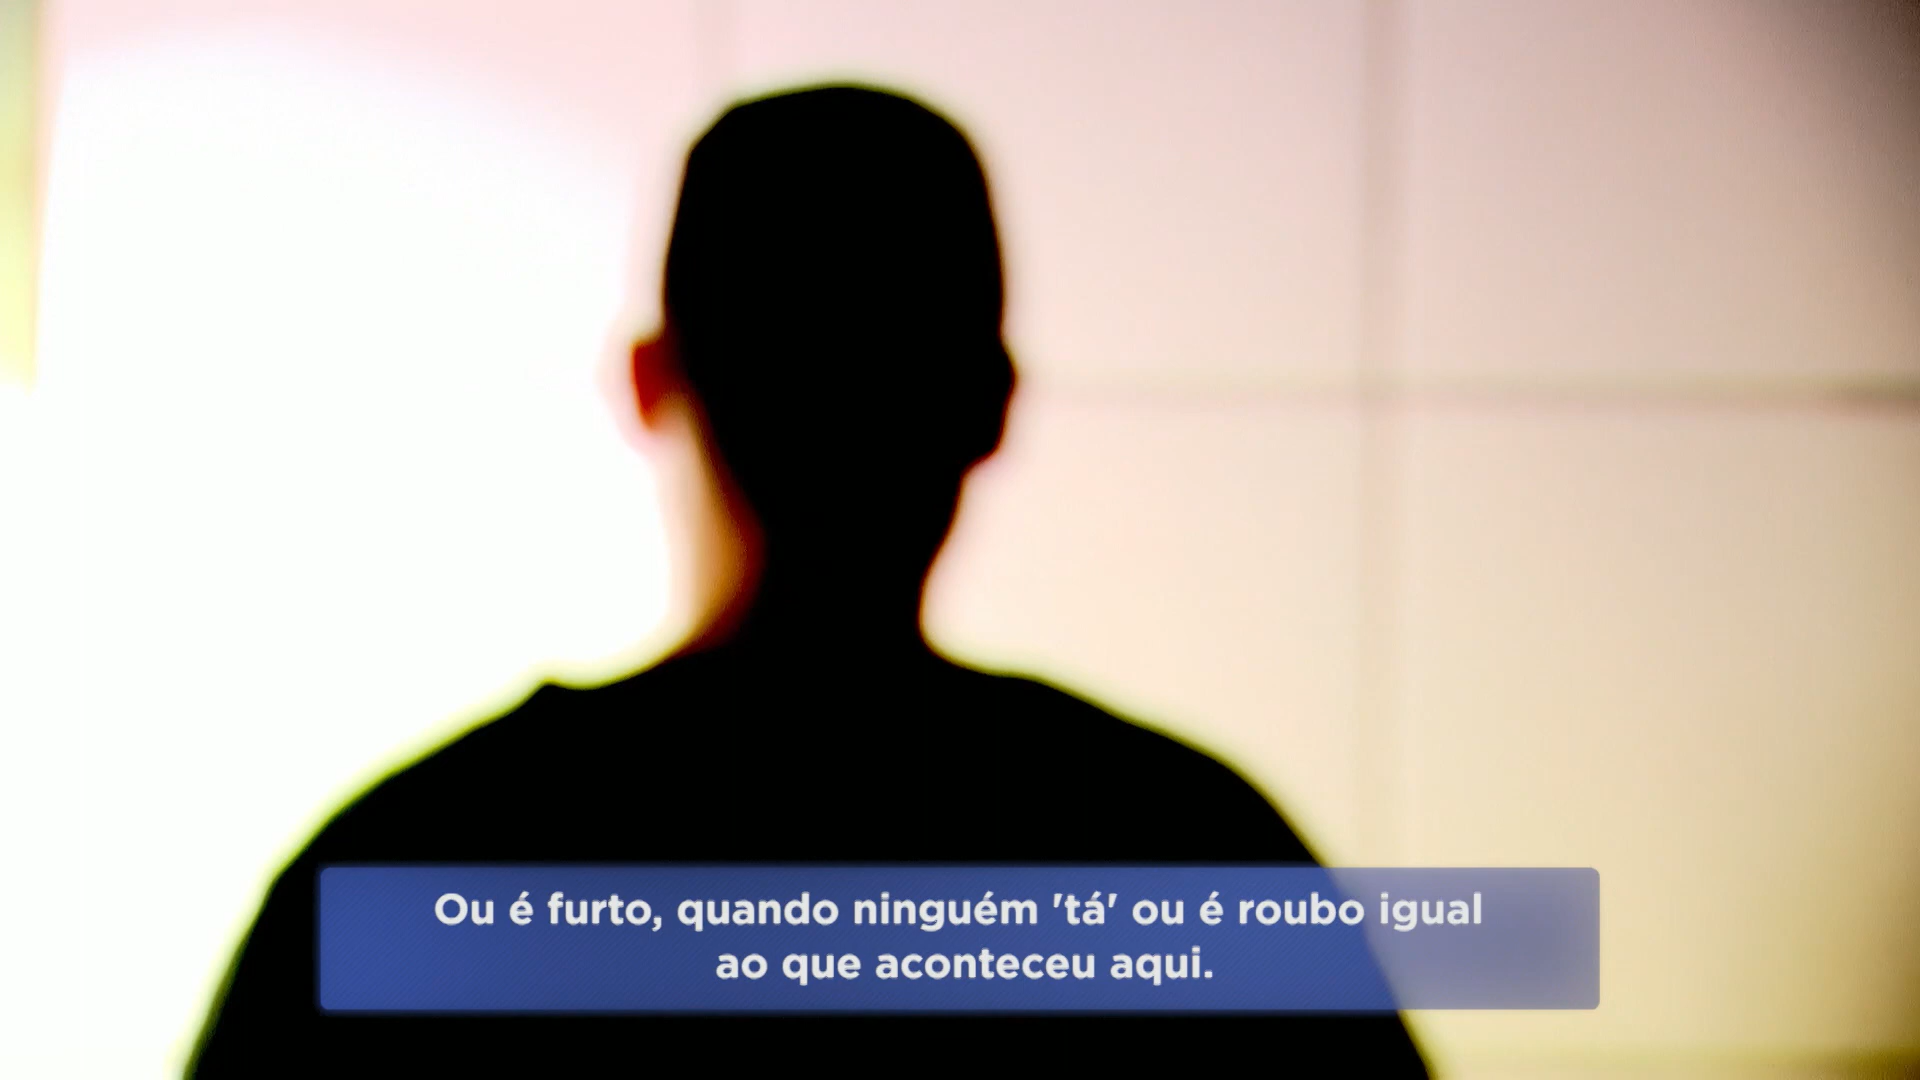 Ou é furto, quando ninguém 'tá' ou é roubo igual
ao que aconteceu aqui.